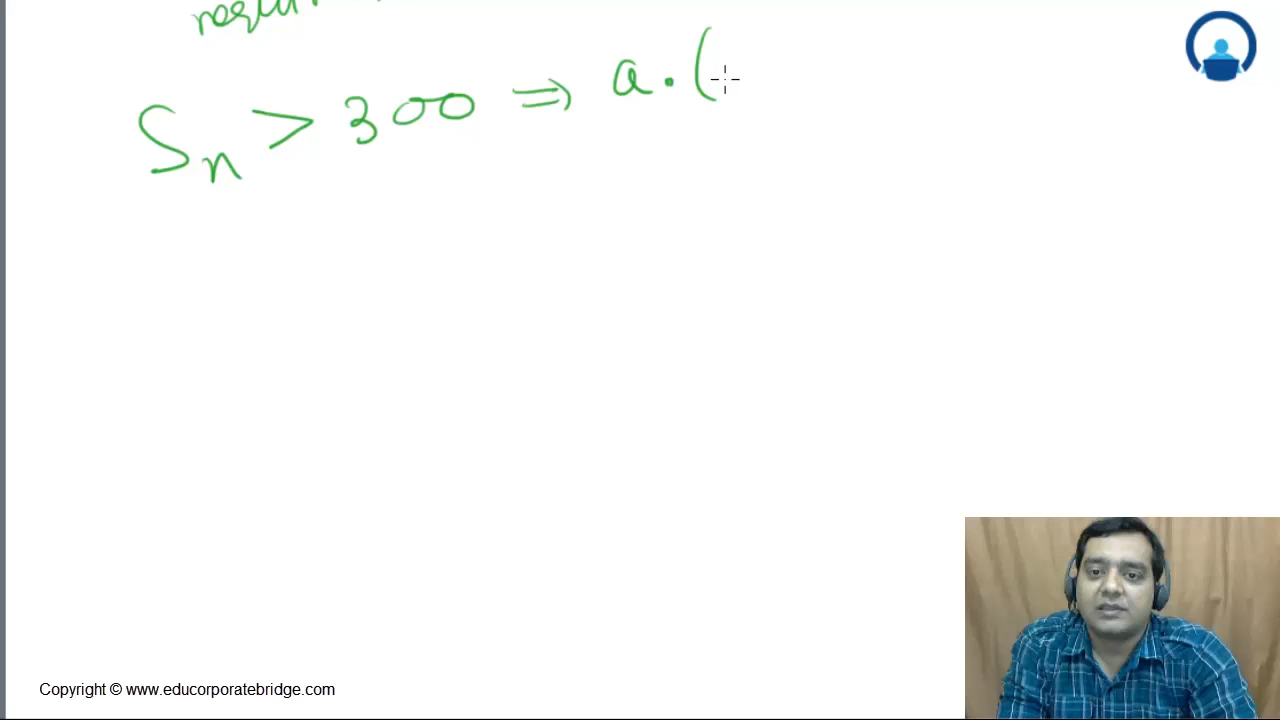 Sn > 300 ⇒ a . (
Copyright © www.educorporatebridge.com